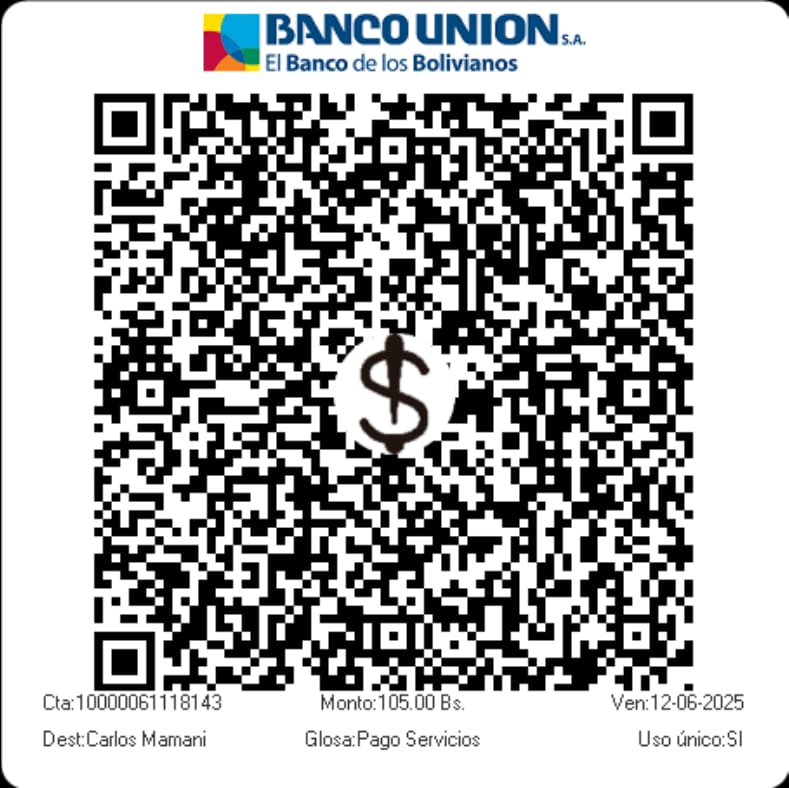 BANCO UNION S.A.
El Banco de los Bolivianos
$
Cta:10000061118143 Monto:105.00 Bs. Ven:12-06-2025
Dest:Carlos Mamani Glosa:Pago Servicios Uso único:SI